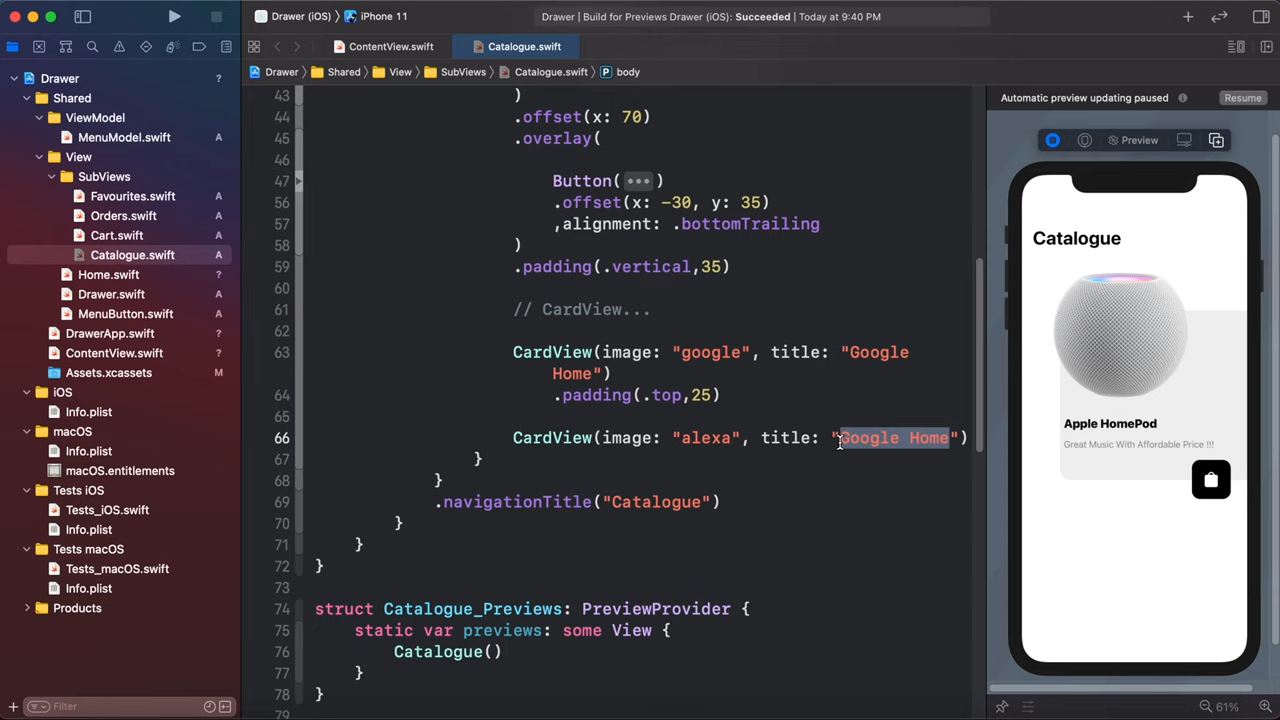 Drawer (iOS) › iPhone 11
Drawer | Build for Previews Drawer (iOS): Succeeded | Today at 9:40 PM
ContentView.swift
Catalogue.swift
Drawer › Shared › View › SubViews › Catalogue.swift › P body
Drawer ?
Shared
ViewModel
MenuModel.swift A
View
SubViews
Favourites.swift A
Orders.swift A
Cart.swift A
Catalogue.swift A
Home.swift ?
Drawer.swift A
MenuButton.swift A
DrawerApp.swift ?
ContentView.swift ?
Assets.xcassets M
iOS
Info.plist
macOS
Info.plist
macOS.entitlements
Tests iOS
Tests_iOS.swift
Info.plist
Tests macOS
Tests_macOS.swift
Info.plist
Products
Filter
43 )
44 .offset(x: 70)
45 .overlay(
46
47 Button( ••• )
56 .offset(x: -30, y: 35)
57 ,alignment: .bottomTrailing
58 )
59 .padding(.vertical,35)
60
61 // CardView...
62
63 CardView(image: "google", title: "Google
Home")
64 .padding(.top,25)
65
66 CardView(image: "alexa", title: "Google Home")
67 }
68 }
69 .navigationTitle("Catalogue")
70 }
71 }
72 }
73
74 struct Catalogue_Previews: PreviewProvider {
75 static var previews: some View {
76 Catalogue()
77 }
78 }
79
Automatic preview updating paused
Resume
Preview
Catalogue
Apple HomePod
Great Music With Affordable Price !!!
61%